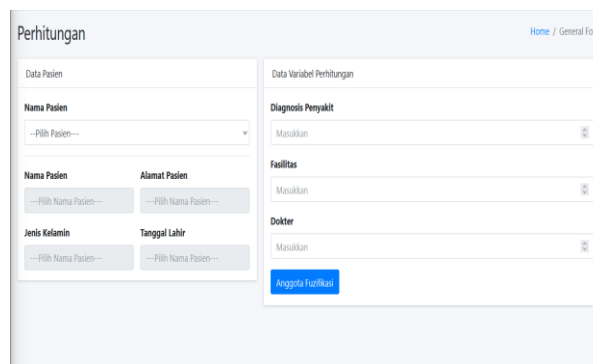 Perhitungan
Home / General Fo
Data Pasien
Nama Pasien
--Pilih Pasien---
Nama Pasien
Alamat Pasien
---Pilih Nama Pasien---
---Pilih Nama Pasien---
Jenis Kelamin
Tanggal Lahir
---Pilih Nama Pasien---
---Pilih Nama Pasien---
Data Variabel Perhitungan
Diagnosis Penyakit
Masukkan
Fasilitas
Masukkan
Dokter
Masukkan
Anggota Fuzifikasi